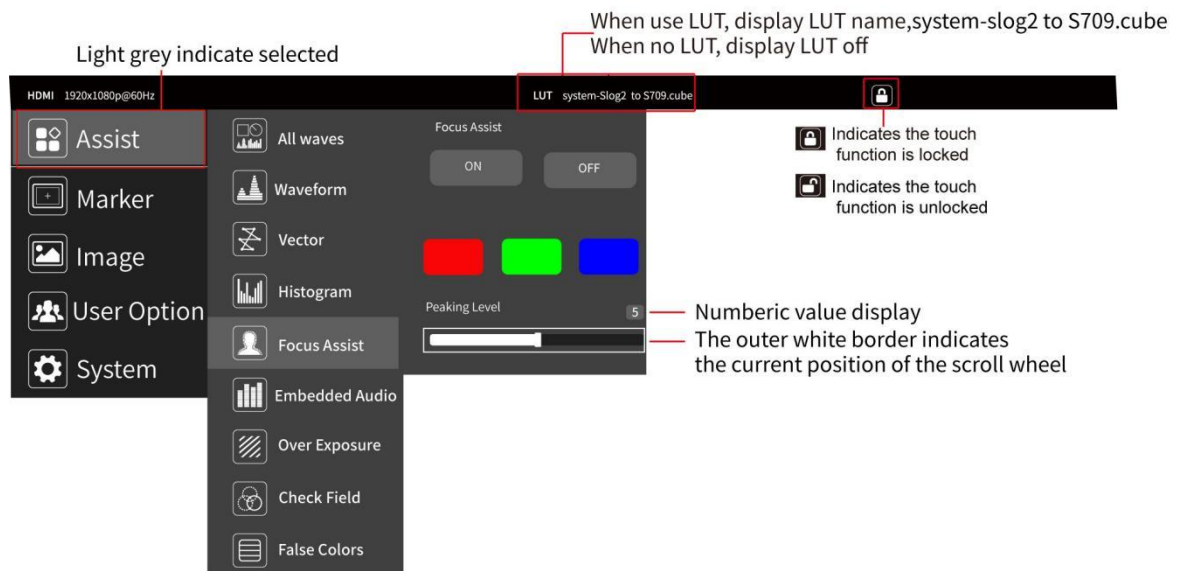 When use LUT, display LUT name,system-slog2 to S709.cube
When no LUT, display LUT off
Light grey indicate selected
HDMI 1920x1080p@60Hz
LUT system-Slog2 to S709.cube
Assist
Marker
Image
User Option
System
All waves
Waveform
Vector
Histogram
Focus Assist
Embedded Audio
Over Exposure
Check Field
False Colors
Focus Assist
ON OFF
Peaking Level 5
Indicates the touch
function is locked
Indicates the touch
function is unlocked
Numberic value display
The outer white border indicates
the current position of the scroll wheel